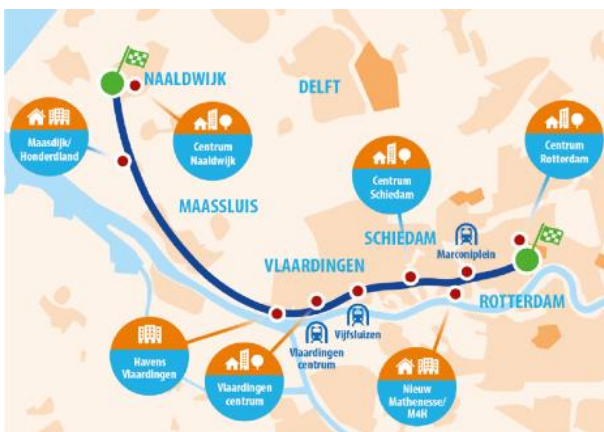 NAALDWIJK
DELFT
Maasdijk/
Honderdland
Centrum
Naaldwijk
Centrum
Rotterdam
Centrum
Schiedam
MAASSLUIS
SCHIEDAM
Marconiplein
VLAARDINGEN
ROTTERDAM
Vijfsluizen
Vlaardingen
centrum
Havens
Vlaardingen
Vlaardingen
centrum
Nieuw
Mathenesse/
M4H